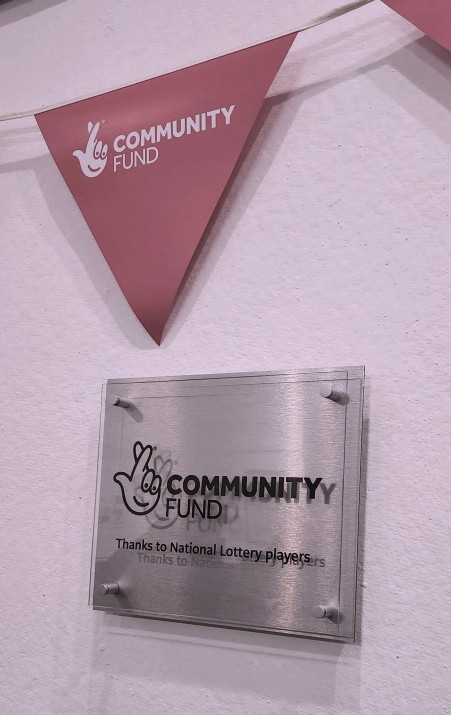 COMMUNITY
FUND
COMMUNITY
FUND
Thanks to National Lottery players